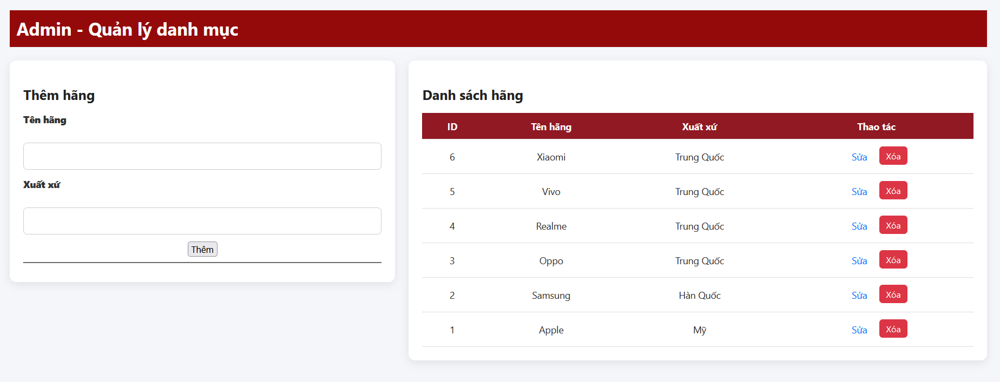 Admin - Quản lý danh mục
Thêm hãng
Tên hãng
Xuất xứ
Thêm
Danh sách hãng
ID Tên hãng Xuất xứ Thao tác
6 Xiaomi Trung Quốc Sửa Xóa
5 Vivo Trung Quốc Sửa Xóa
4 Realme Trung Quốc Sửa Xóa
3 Oppo Trung Quốc Sửa Xóa
2 Samsung Hàn Quốc Sửa Xóa
1 Apple Mỹ Sửa Xóa